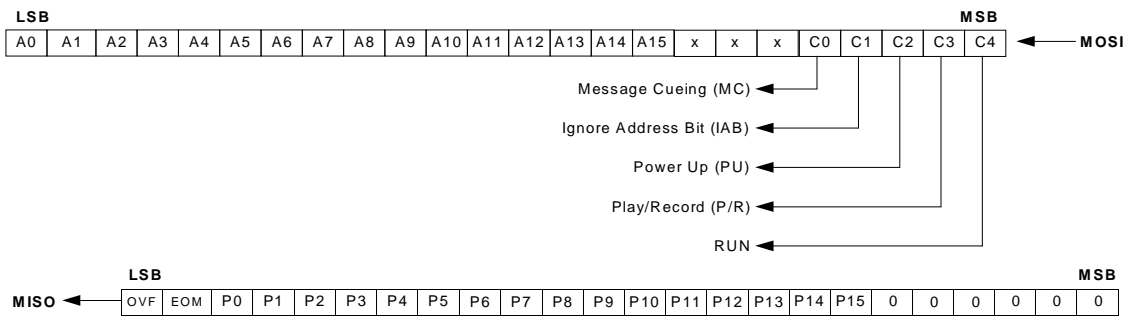 LSB MSB
A0 A1 A2 A3 A4 A5 A6 A7 A8 A9 A10 A11 A12 A13 A14 A15 x x x C0 C1 C2 C3 C4 MOSI
Message Cueing (MC)
Ignore Address Bit (IAB)
Power Up (PU)
Play/Record (P/R)
RUN
LSB MSB
MISO OVF EOM P0 P1 P2 P3 P4 P5 P6 P7 P8 P9 P10 P11 P12 P13 P14 P15 0 0 0 0 0 0